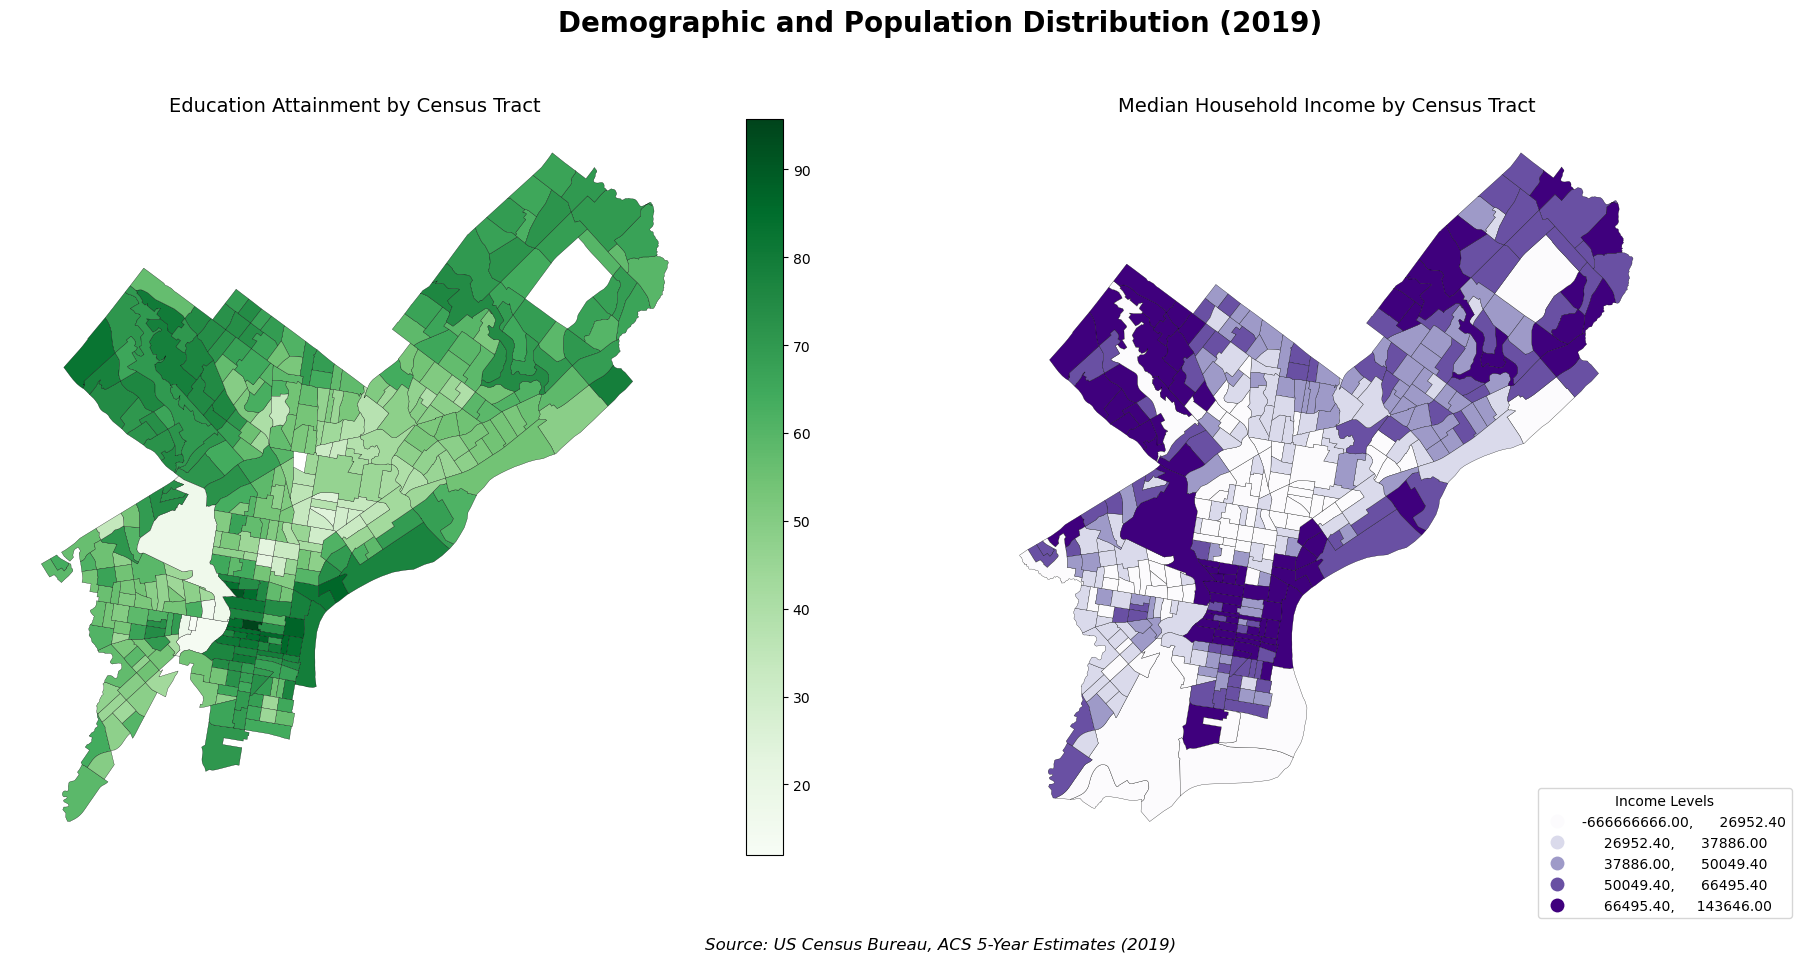 Demographic and Population Distribution (2019)
Education Attainment by Census Tract
Median Household Income by Census Tract
90
80
70
60
50
40
30
20
Income Levels
-666666666.00, 26952.40
26952.40, 37886.00
37886.00, 50049.40
50049.40, 66495.40
66495.40, 143646.00
Source: US Census Bureau, ACS 5-Year Estimates (2019)